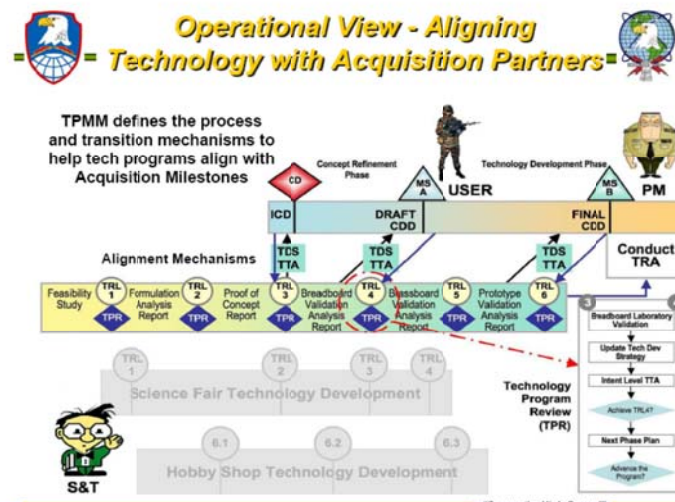 Operational View - Aligning
Technology with Acquisition Partners
TPMM defines the process
and transition mechanisms to
help tech programs align with
Acquisition Milestones
Concept Refinement
Phase
Technology Development Phase
CD
MS
A
USER
MS
B
PM
ICD
DRAFT
CDD
FINAL
CDD
TDS
TTA
TDS
TTA
TDS
TTA
Conduct
TRA
Alignment Mechanisms
Feasibility
Study
TRL
1
TPR
Formulation
Analysis
Report
TRL
2
TPR
Proof of
Concept
Report
TRL
3
TPR
Breadboard
Validation
Analysis
Report
TRL
4
TPR
Brassboard
Validation
Analysis
Report
TRL
5
TPR
Prototype
Validation
Analysis
Report
TRL
6
TPR
3
Breadboard Laboratory
Validation
Update Tech Dev
Strategy
Intent Level TTA
Achieve TRL4?
Next Phase Plan
Advance the
Program?
Technology
Program
Review
(TPR)
TRL
1
TRL
2
TRL
3
TRL
4
Science Fair Technology Development
6.1
6.2
6.3
Hobby Shop Technology Development
S&T